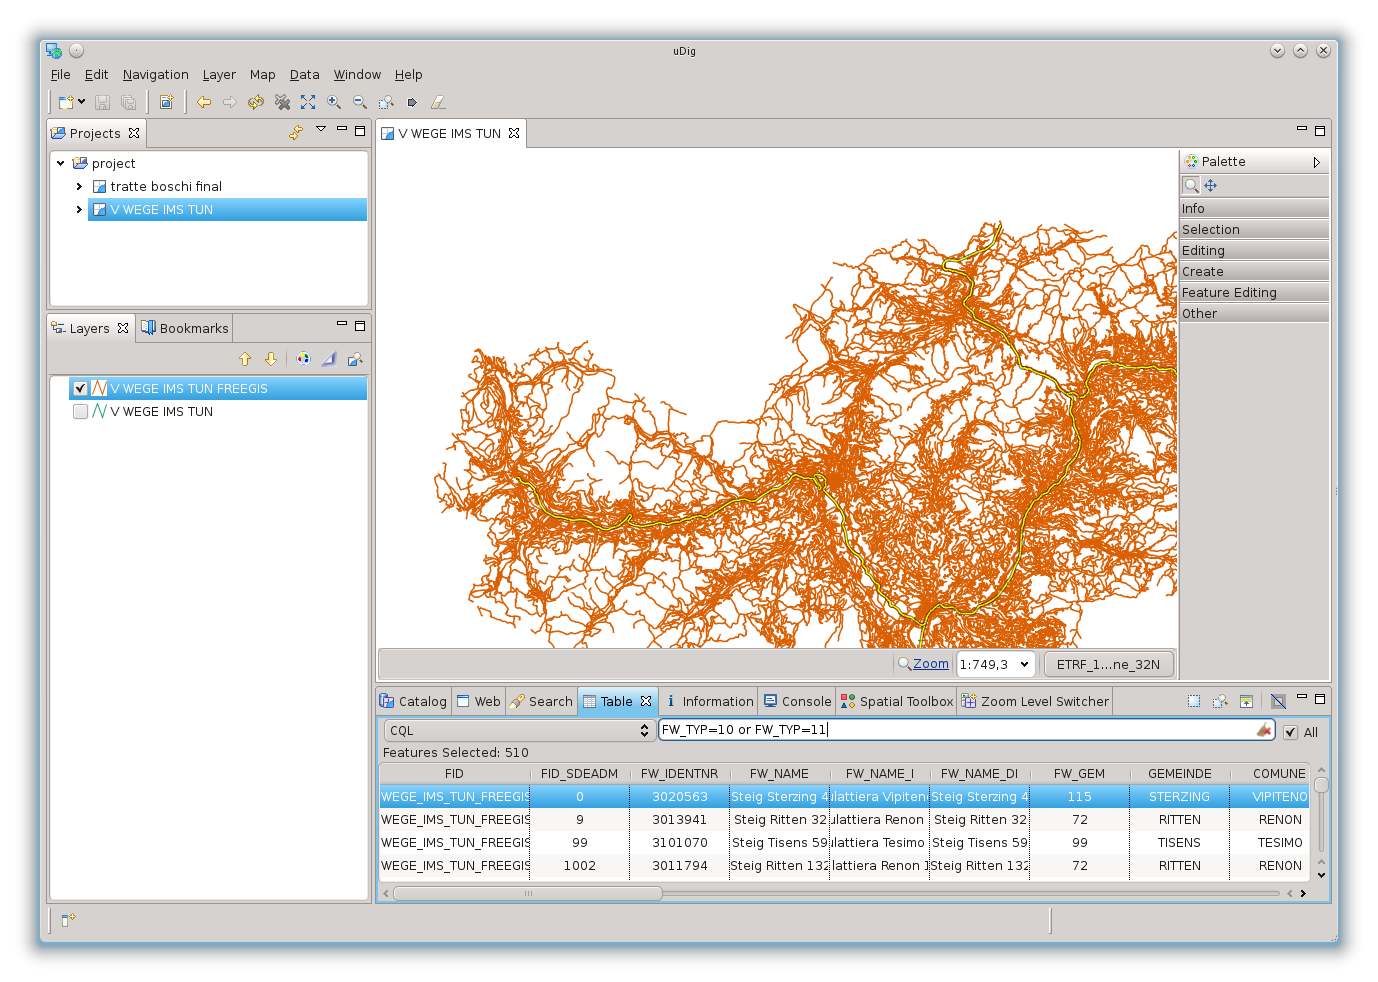 uDig
File Edit Navigation Layer Map Data Window Help
Projects
project
tratte boschi final
V WEGE IMS TUN
Layers Bookmarks
V WEGE IMS TUN FREEGIS
V WEGE IMS TUN
V WEGE IMS TUN
Palette
Info
Selection
Editing
Create
Feature Editing
Other
Zoom 1:749,3 ETRF_1...ne_32N
Catalog Web Search Table Information Console Spatial Toolbox Zoom Level Switcher
CQL FW_TYP=10 or FW_TYP=11 All
Features Selected: 510
FID FID_SDEADM FW_IDENTNR FW_NAME FW_NAME_I FW_NAME_DI FW_GEM GEMEINDE COMUNE
WEGE_IMS_TUN_FREEGIS 0 3020563 Steig Sterzing 4 ulattiera Vipiten Steig Sterzing 4 115 STERZING VIPITENO
WEGE_IMS_TUN_FREEGIS 9 3013941 Steig Ritten 32 ulattiera Renon Steig Ritten 32 72 RITTEN RENON
WEGE_IMS_TUN_FREEGIS 99 3101070 Steig Tisens 59 ulattiera Tesimo Steig Tisens 59 99 TISENS TESIMO
WEGE_IMS_TUN_FREEGIS 1002 3011794 Steig Ritten 132 lattiera Renon 1 Steig Ritten 132 72 RITTEN RENON